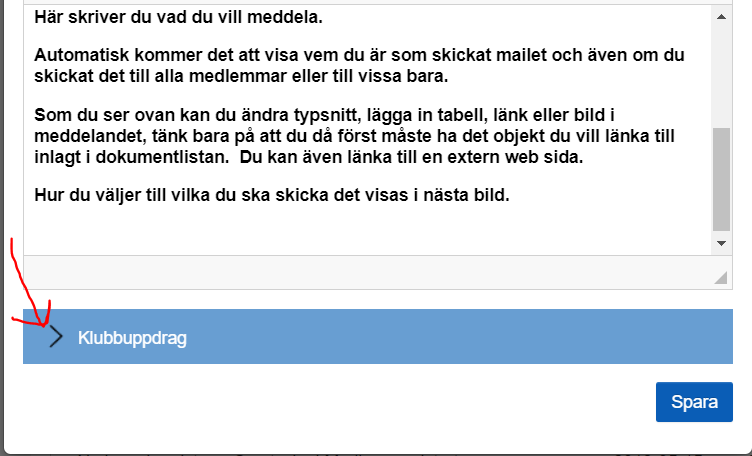 Här skriver du vad du vill meddela.
Automatisk kommer det att visa vem du är som skickat mailet och även om du
skickat det till alla medlemmar eller till vissa bara.
Som du ser ovan kan du ändra typsnitt, lägga in tabell, länk eller bild i
meddelandet, tänk bara på att du då först måste ha det objekt du vill länka till
inlagt i dokumentlistan.  Du kan även länka till en extern web sida.
Hur du väljer till vilka du ska skicka det visas i nästa bild.
Klubbuppdrag
Spara